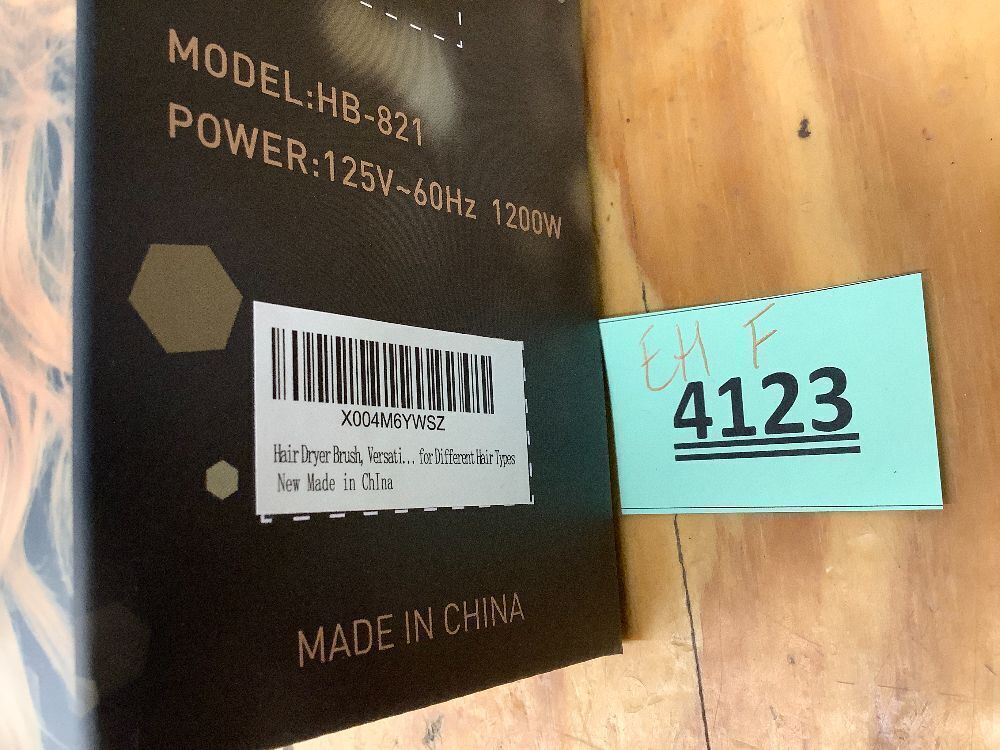 MODEL:HB-821
POWER:125V~60Hz 1200W
X004M6YWSZ
Hair Dryer Brush, Versati... for Different Hair Types
New Made in ChIna
MADE IN CHINA
EH F
4123